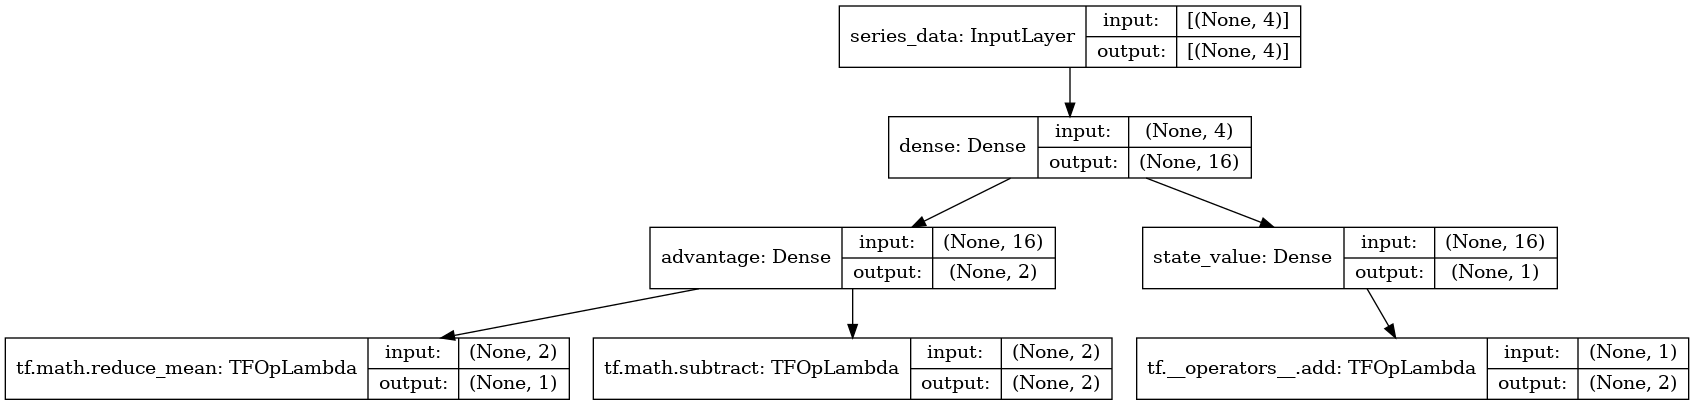 series_data: InputLayer
input: [(None, 4)]
output: [(None, 4)]
dense: Dense
input: (None, 4)
output: (None, 16)
advantage: Dense
input: (None, 16)
output: (None, 2)
state_value: Dense
input: (None, 16)
output: (None, 1)
tf.math.reduce_mean: TFOpLambda
input: (None, 2)
output: (None, 1)
tf.math.subtract: TFOpLambda
input: (None, 2)
output: (None, 2)
tf.__operators__.add: TFOpLambda
input: (None, 1)
output: (None, 2)